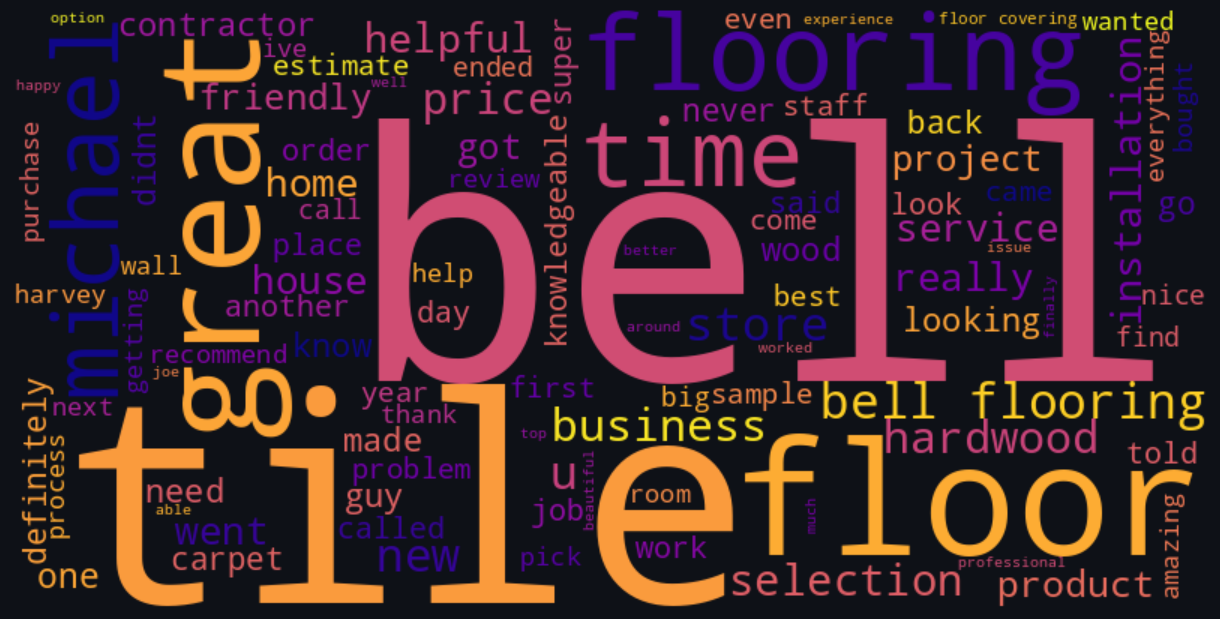 option
contractor
ive
helpful
super
flooring
even
experience
floor covering
wanted
estimate
ended
well
happy
michael
great
friendly
price
never
staff
installation
everything
bought
purchase
didnt
order
got
review
knowledgeable
time
back
project
home
call
bell
said
come
look
came
go
service
issue
place
wall
house
help
better
wood
really
finally
harvey
getting
another
day
best
around
store
looking
nice
find
know
recommend
joe
worked
year
first
big
sample
bell flooring
next
thank
top
business
hardwood
definitely
process
tile
made
problem
u
beautiful
floor
told
need
able
guy
room
job
much
amazing
went
called
carpet
new
pick
work
one
selection
professional
product